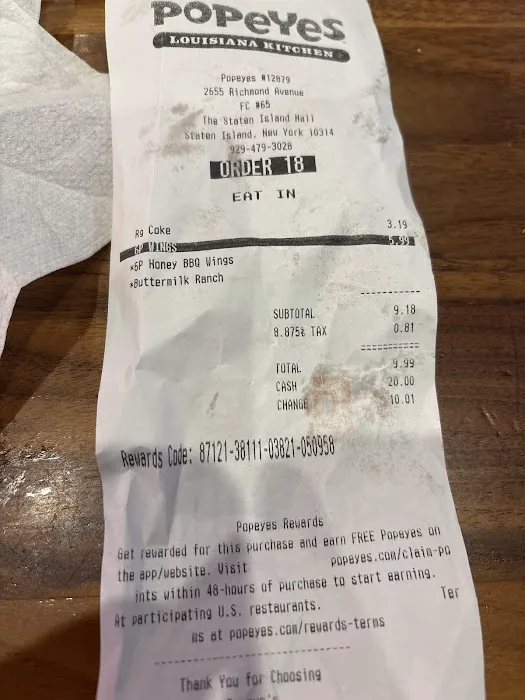 POPEYES
LOUISIANA KITCHEN
Popeyes #12879
2655 Richmond Avenue
FC #65
The Staten Island Mall
Staten Island, New York 10314
929-479-3028
ORDER 18
EAT IN
Rg Coke 3.19
6P WINGS 5.99
*6P Honey BBQ Wings
*Buttermilk Ranch
SUBTOTAL 9.18
8.875% TAX 0.81
TOTAL 9.99
CASH 20.00
CHANGE 10.01
Rewards Code: 87121-38111-03821-050958
Popeyes Rewards
Get rewarded for this purchase and earn FREE Popeyes on
the app/website. Visit popeyes.com/claim-po
ints within 48-hours of purchase to start earning.
At participating U.S. restaurants. Ter
ms at popeyes.com/rewards-terms
Thank You for Choosing